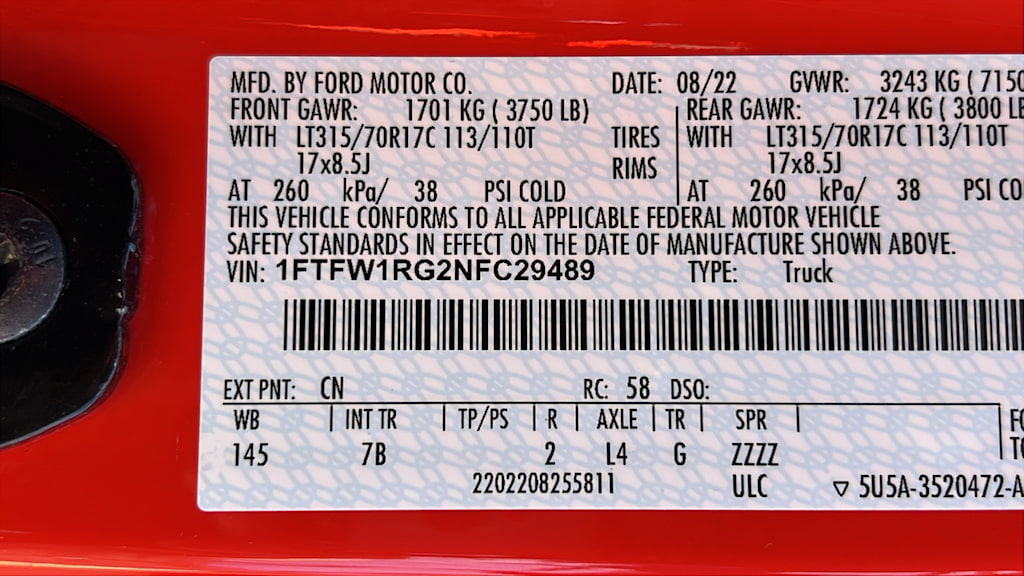 MFD. BY FORD MOTOR CO. DATE: 08/22 GVWR: 3243 KG ( 7150
FRONT GAWR: 1701 KG ( 3750 LB) REAR GAWR: 1724 KG ( 3800 LB
WITH LT315/70R17C 113/110T TIRES WITH LT315/70R17C 113/110T
17x8.5J RIMS 17x8.5J
AT 260 kPa/ 38 PSI COLD AT 260 kPa/ 38 PSI CO
THIS VEHICLE CONFORMS TO ALL APPLICABLE FEDERAL MOTOR VEHICLE
SAFETY STANDARDS IN EFFECT ON THE DATE OF MANUFACTURE SHOWN ABOVE.
VIN: 1FTFW1RG2NFC29489 TYPE: Truck
EXT PNT: CN RC: 58 DSO:
WB INT TR TP/PS R AXLE TR SPR FO
145 7B 2 L4 G ZZZZ TO
2202208255811 ULC ▽ 5U5A-3520472-A